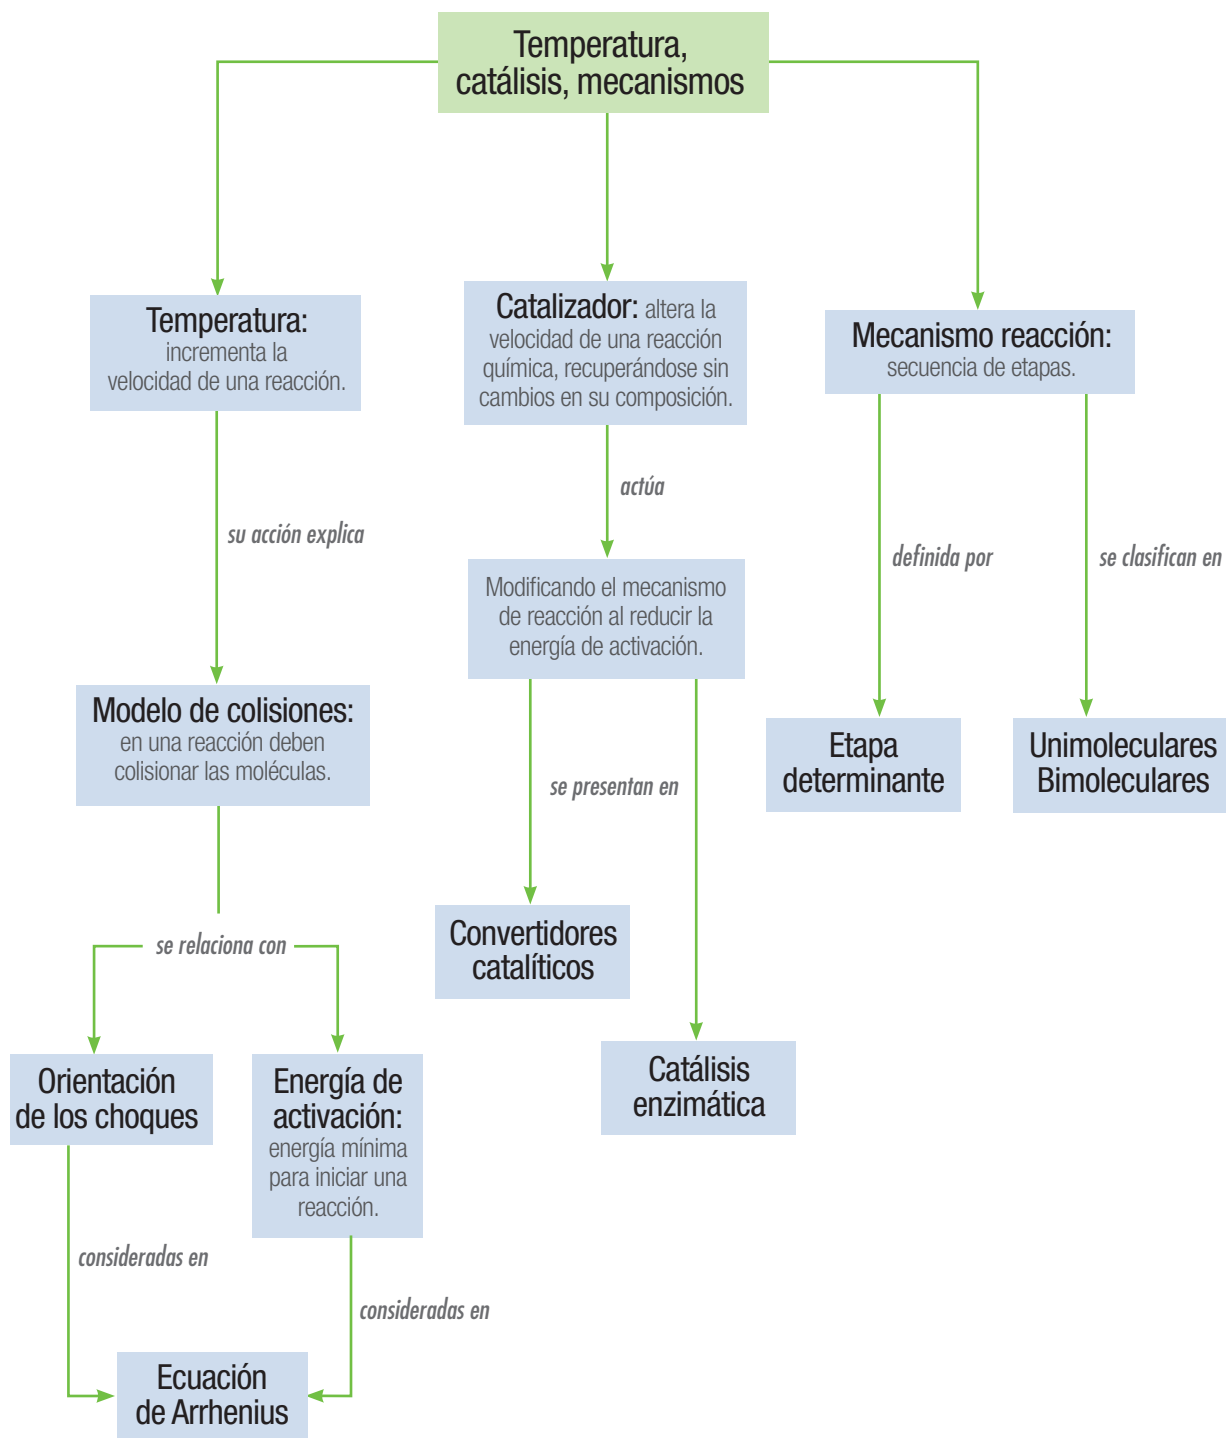 Temperatura,
catálisis, mecanismos
Temperatura:
incrementa la
velocidad de una reacción.
Catalizador: altera la
velocidad de una reacción
química, recuperándose sin
cambios en su composición.
Mecanismo reacción:
secuencia de etapas.
su acción explica
actúa
definida por
se clasifican en
Modificando el mecanismo
de reacción al reducir la
energía de activación.
Modelo de colisiones:
en una reacción deben
colisionar las moléculas.
se presentan en
Etapa
determinante
Unimoleculares
Bimoleculares
se relaciona con
Convertidores
catalíticos
Catálisis
enzimática
Orientación
de los choques
Energía de
activación:
energía mínima
para iniciar una
reacción.
consideradas en
consideradas en
Ecuación
de Arrhenius